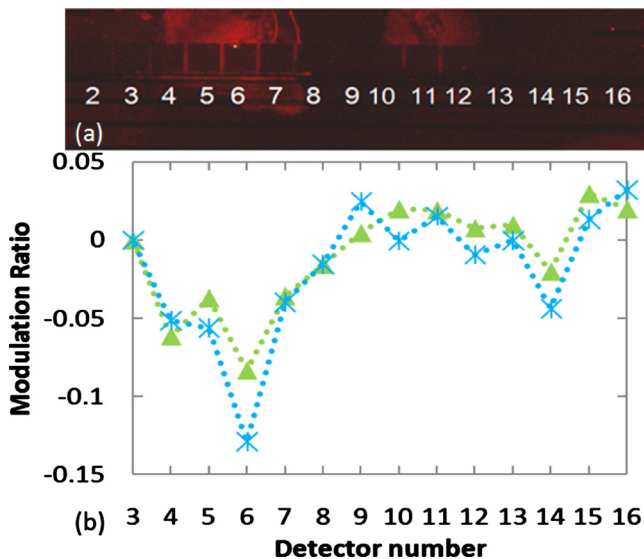 2 3 4 5 6 7 8 9 10 11 12 13 14 15 16
(a)
0.05
0
-0.05
-0.1
-0.15
Modulation Ratio
(b) 3 4 5 6 7 8 9 10 11 12 13 14 15 16
Detector number